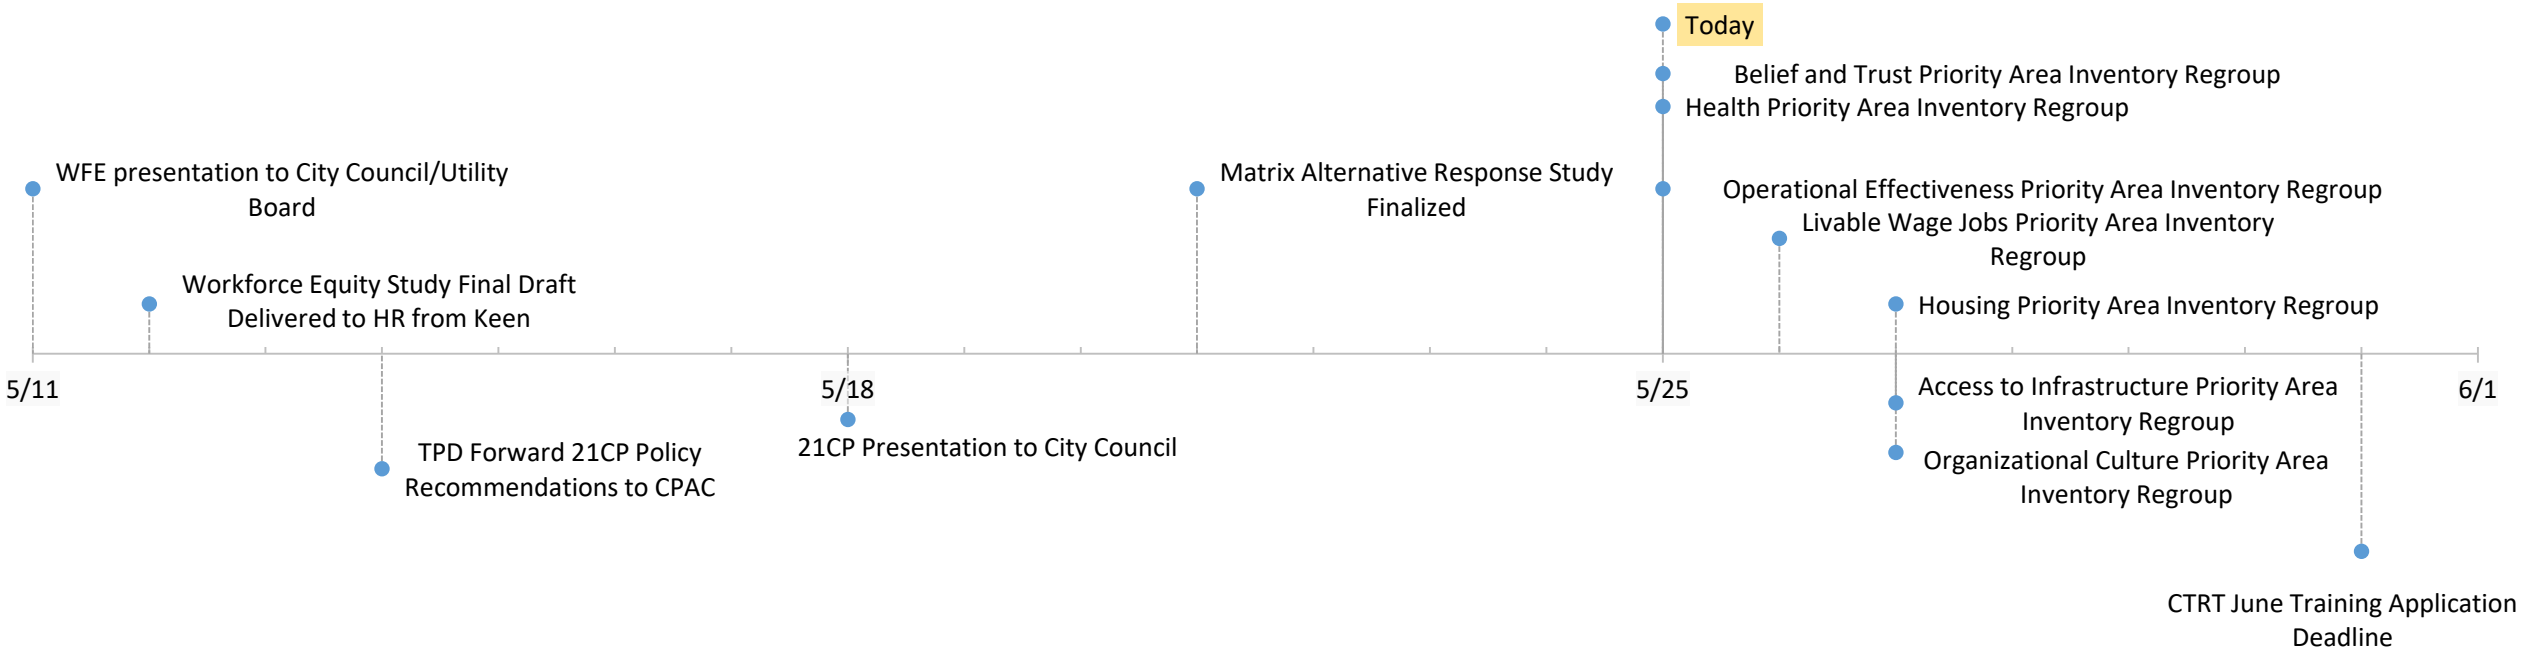 Today
Belief and Trust Priority Area Inventory Regroup
Health Priority Area Inventory Regroup
WFE presentation to City Council/Utility
Board
Matrix Alternative Response Study
Finalized
Operational Effectiveness Priority Area Inventory Regroup
Livable Wage Jobs Priority Area Inventory
Regroup
Workforce Equity Study Final Draft
Delivered to HR from Keen
Housing Priority Area Inventory Regroup
5/11
5/18
5/25
6/1
Access to Infrastructure Priority Area
Inventory Regroup
TPD Forward 21CP Policy
Recommendations to CPAC
21CP Presentation to City Council
Organizational Culture Priority Area
Inventory Regroup
CTRT June Training Application
Deadline